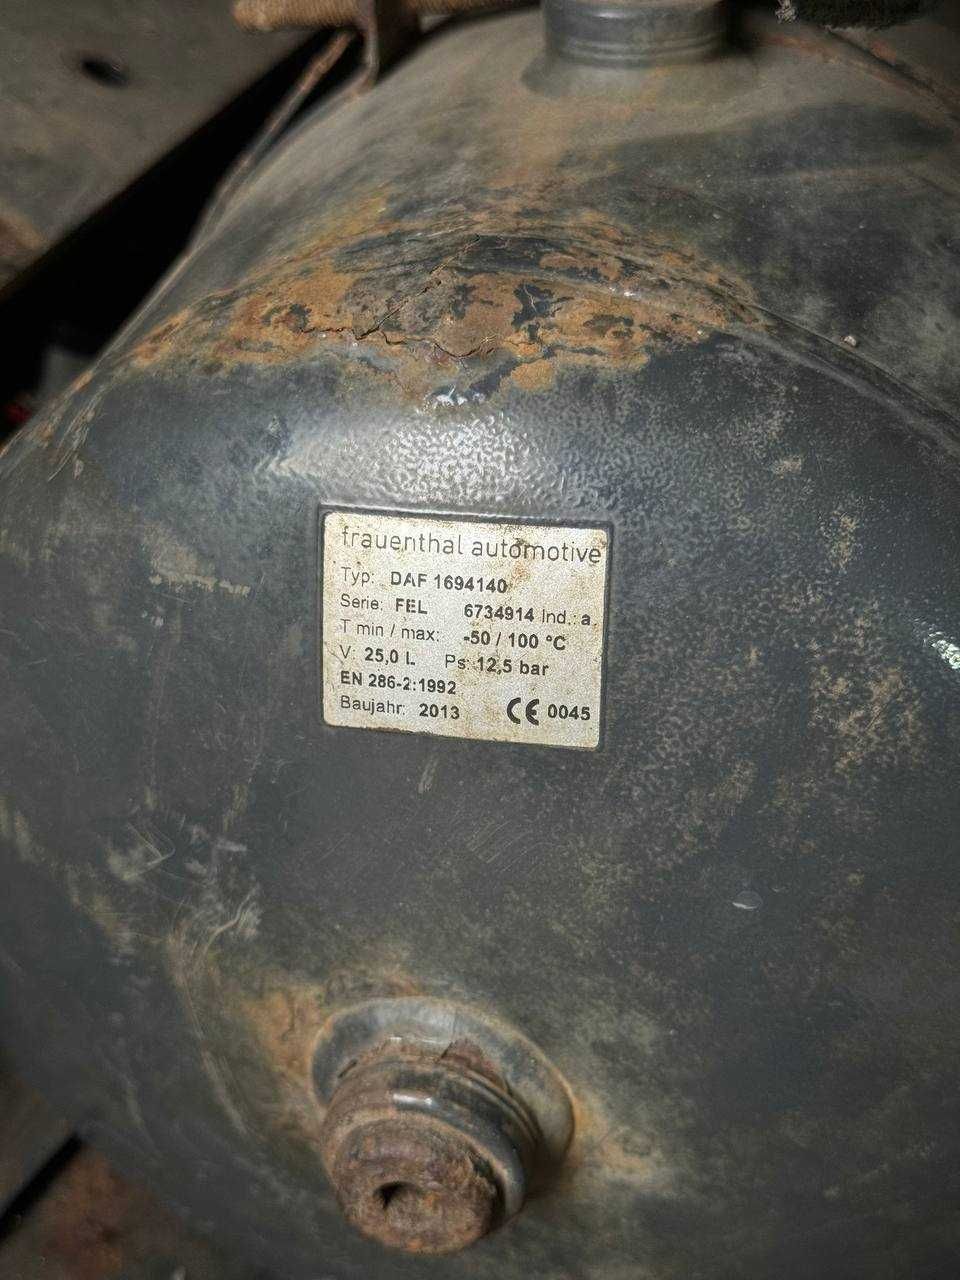 frauenthal automotive
Typ: DAF 1694140
Serie: FEL 6734914 Ind.: a
T min / max: -50 / 100 °C
V: 25,0 L Ps: 12,5 bar
EN 286-2:1992
Baujahr: 2013 CE 0045